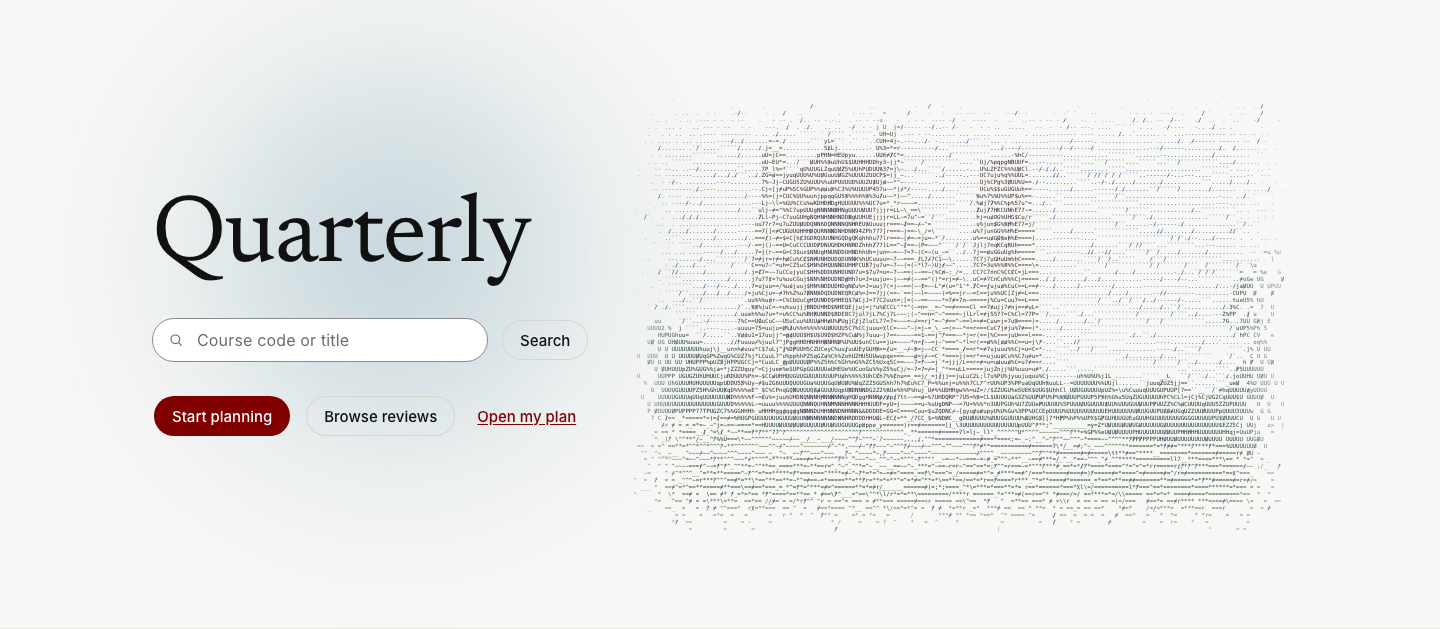 Quarterly
Course code or title
Search
Start planning
Browse reviews
Open my plan